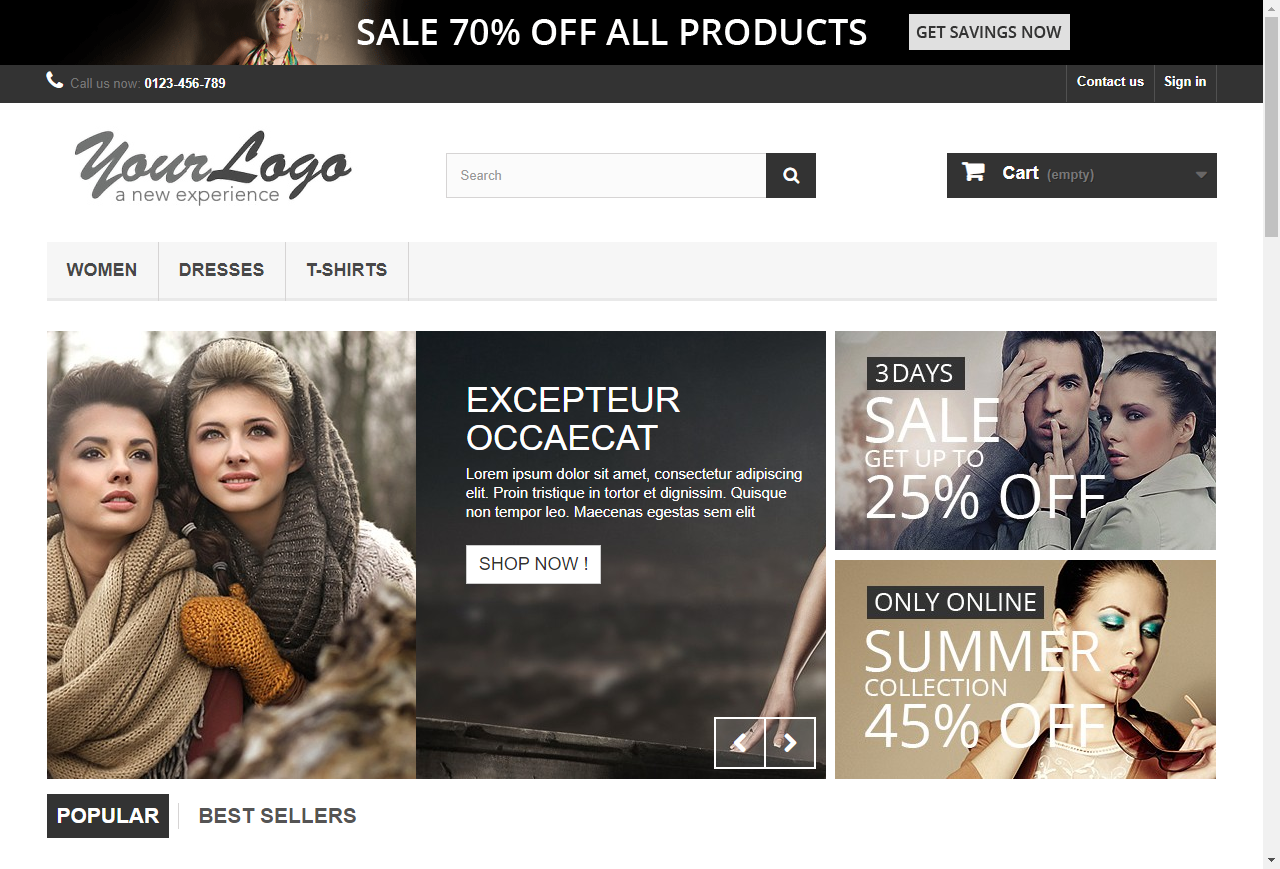 SALE 70% OFF ALL PRODUCTS
GET SAVINGS NOW
Call us now: 0123-456-789
Contact us
Sign in
YourLogo
a new experience
Search
Cart (empty)
WOMEN
DRESSES
T-SHIRTS
EXCEPTEUR
OCCAECAT
Lorem ipsum dolor sit amet, consectetur adipiscing
elit. Proin tristique in tortor et dignissim. Quisque
non tempor leo. Maecenas egestas sem elit
SHOP NOW !
3 DAYS
SALE
GET UP TO
25% OFF
ONLY ONLINE
SUMMER
COLLECTION
45% OFF
POPULAR
BEST SELLERS